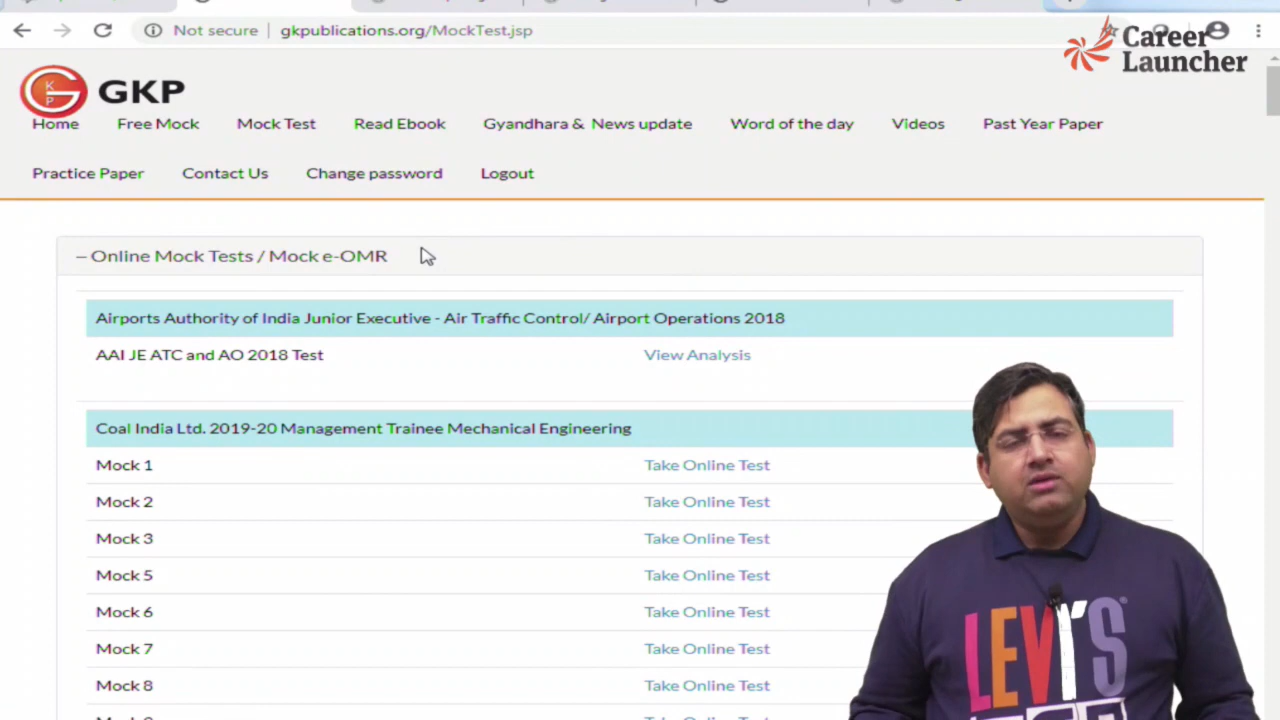 Not secure | gkpublications.org/MockTest.jsp
Career
Launcher
GKP
Home Free Mock Mock Test Read Ebook Gyandhara & News update Word of the day Videos Past Year Paper
Practice Paper Contact Us Change password Logout
– Online Mock Tests / Mock e-OMR
Airports Authority of India Junior Executive - Air Traffic Control/ Airport Operations 2018
AAI JE ATC and AO 2018 Test View Analysis
Coal India Ltd. 2019-20 Management Trainee Mechanical Engineering
Mock 1 Take Online Test
Mock 2 Take Online Test
Mock 3 Take Online Test
Mock 5 Take Online Test
Mock 6 Take Online Test
Mock 7 Take Online Test
Mock 8 Take Online Test
LEVI'S